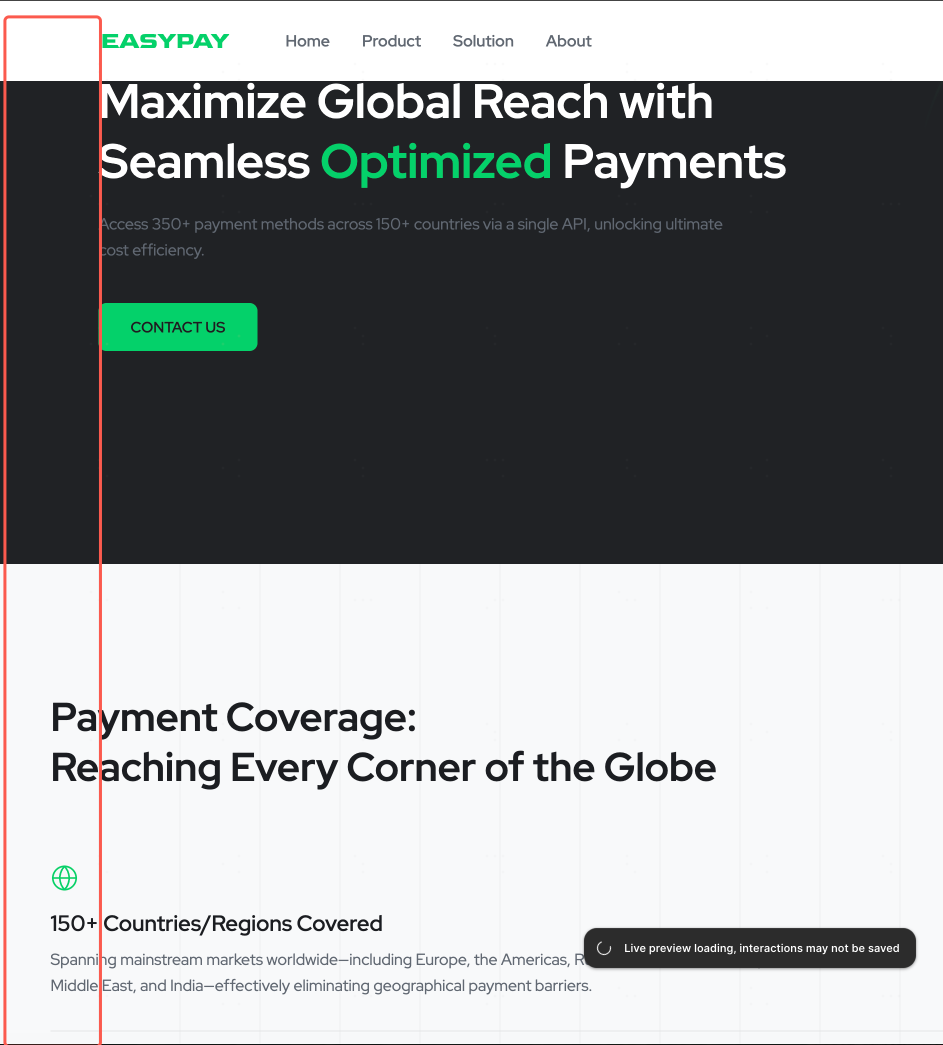 EASYPAY
Home Product Solution About
Maximize Global Reach with
Seamless Optimized Payments
Access 350+ payment methods across 150+ countries via a single API, unlocking ultimate
cost efficiency.
CONTACT US
Payment Coverage:
Reaching Every Corner of the Globe
150+ Countries/Regions Covered
Spanning mainstream markets worldwide—including Europe, the Americas,
Middle East, and India—effectively eliminating geographical payment barriers.
Live preview loading, interactions may not be saved